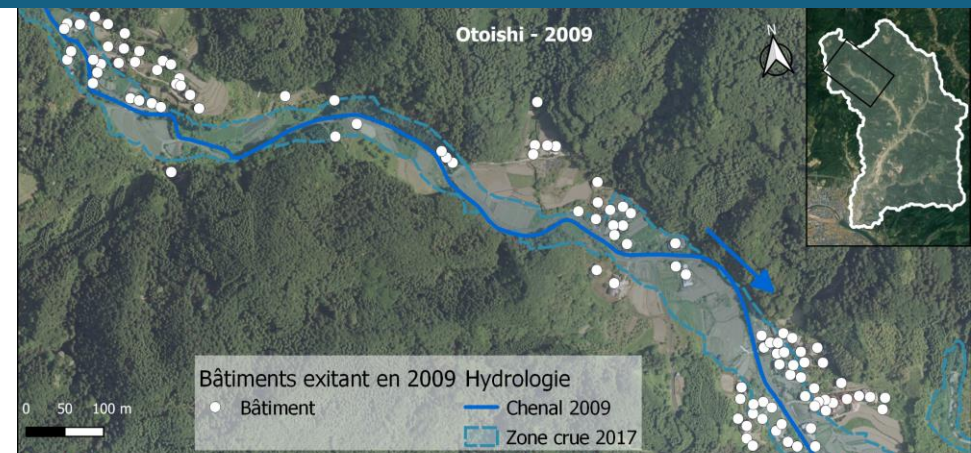 Otoishi - 2009
N
Bâtiments exitant en 2009 Hydrologie
Bâtiment
Chenal 2009
Zone crue 2017
0 50 100 m